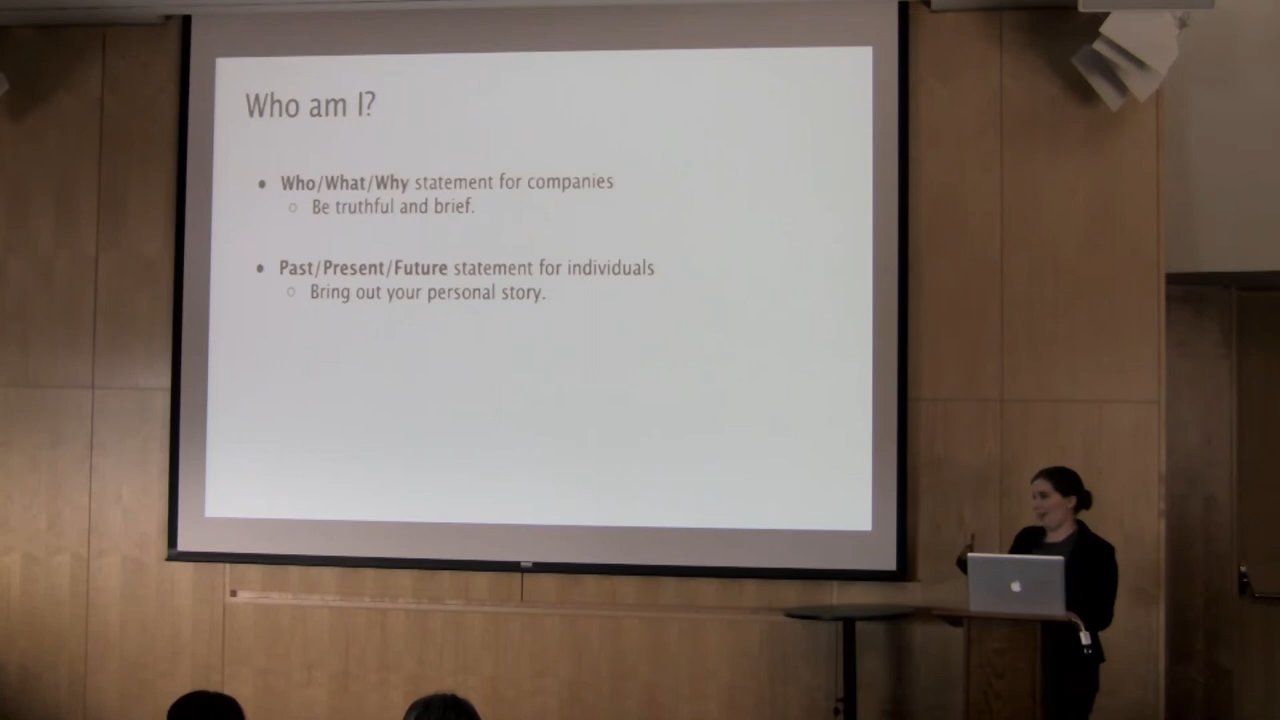 Who am I?
• Who/What/Why statement for companies
○ Be truthful and brief.
• Past/Present/Future statement for individuals
○ Bring out your personal story.